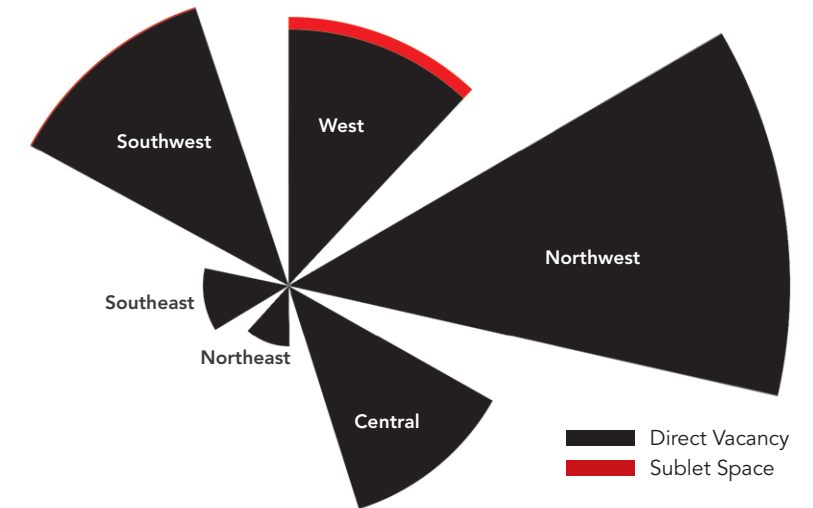 West
Southwest
Northwest
Southeast
Northeast
Central
Direct Vacancy
Sublet Space